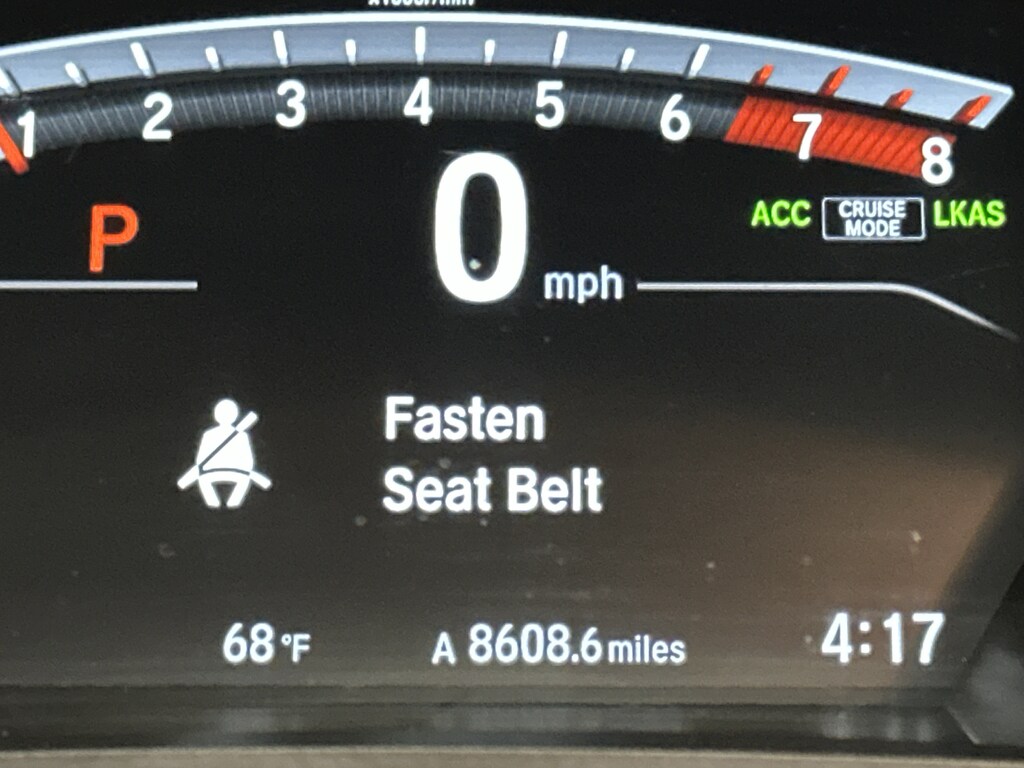 1 2 3 4 5 6 7 8
P
0 mph
ACC CRUISE MODE LKAS
Fasten
Seat Belt
68 °F A 8608.6 miles 4:17